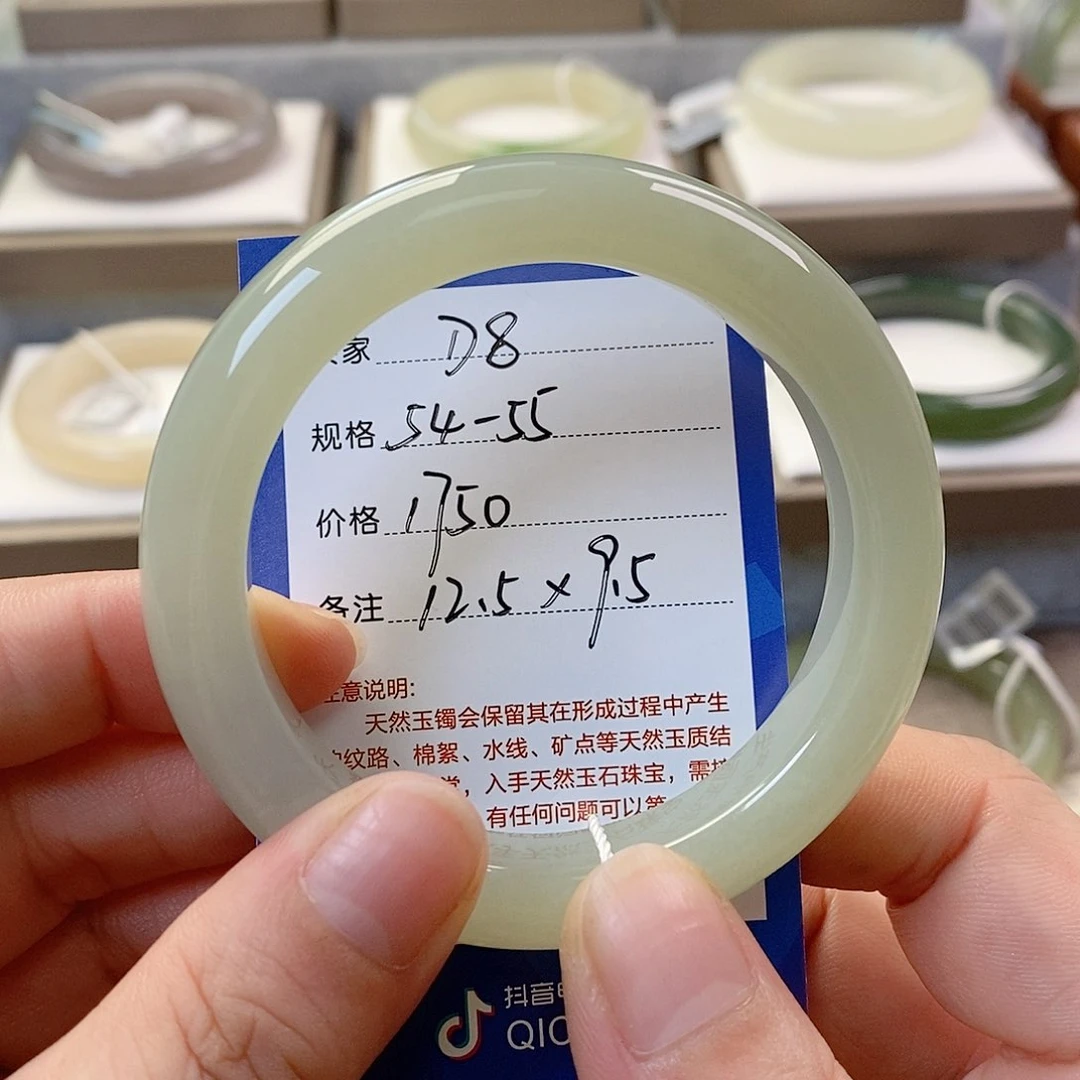 家 D8
规格 54-55
价格 1750
备注 12.5×9.5
注意说明:
天然玉镯会保留其在形成过程中产生
纹路、棉絮、水线、矿点等天然玉质结
，入手天然玉石珠宝，需
有任何问题可以
抖音
QIC